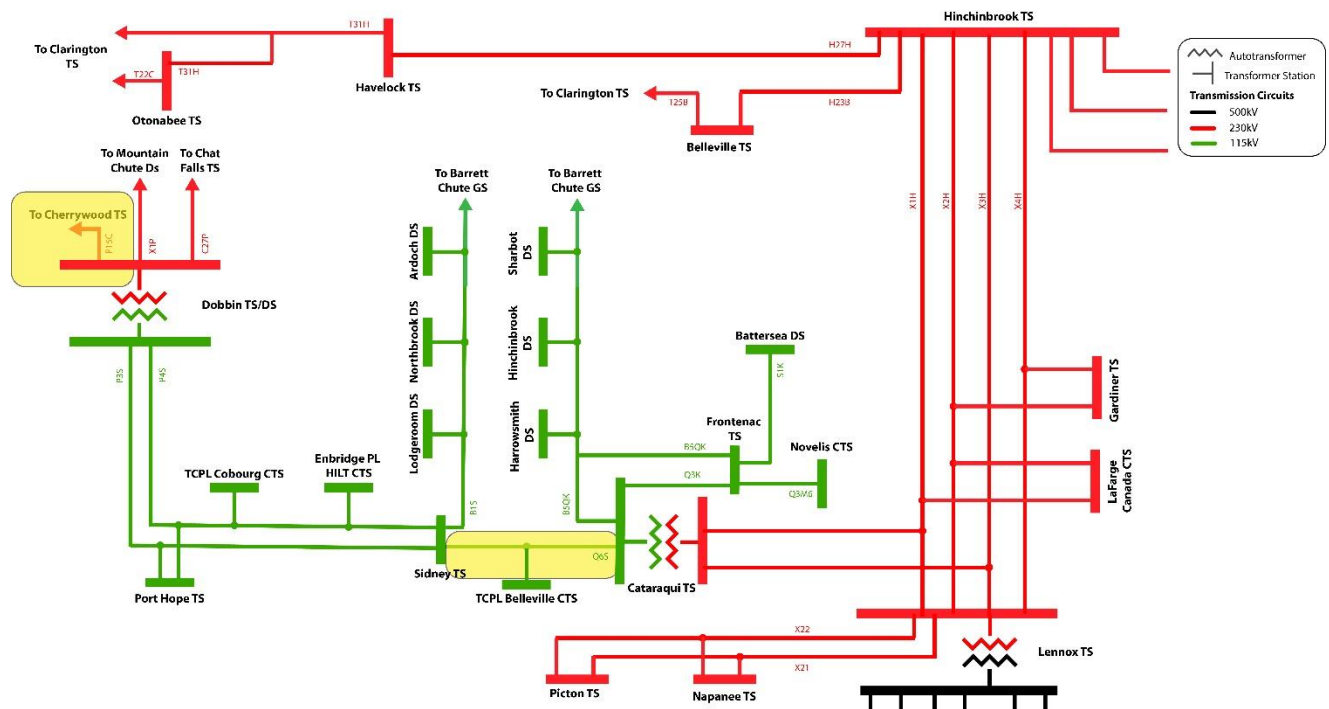 Hinchinbrook TS
T31H
To Clarington
TS
T22C
T31H
Otonabee TS
Havelock TS
H27H
To Clarington TS
T25B
H23B
Belleville TS
Autotransformer
Transformer Station
Transmission Circuits
500kV
230kV
115kV
To Mountain
Chute Ds
To Chat
Falls TS
To Cherrywood TS
P15C
X1P
C27P
Dobbin TS/DS
P3S
P4S
To Barrett
Chute GS
To Barrett
Chute GS
Ardoch DS
Northbrook DS
Lodgeroom DS
Sharbot
DS
Hinchinbrook
DS
Harrowsmith
DS
B1S
B5QK
X1H
X2H
X3H
X4H
Battersea DS
S1K
Frontenac
TS
B5QK
Q3K
Novelis CTS
Q3M6
Gardiner TS
LaFarge
Canada CTS
TCPL Cobourg CTS
Enbridge PL
HILT CTS
Port Hope TS
Sidney TS
Q6S
TCPL Belleville CTS
Cataraqui TS
X22
X21
Picton TS
Napanee TS
Lennox TS